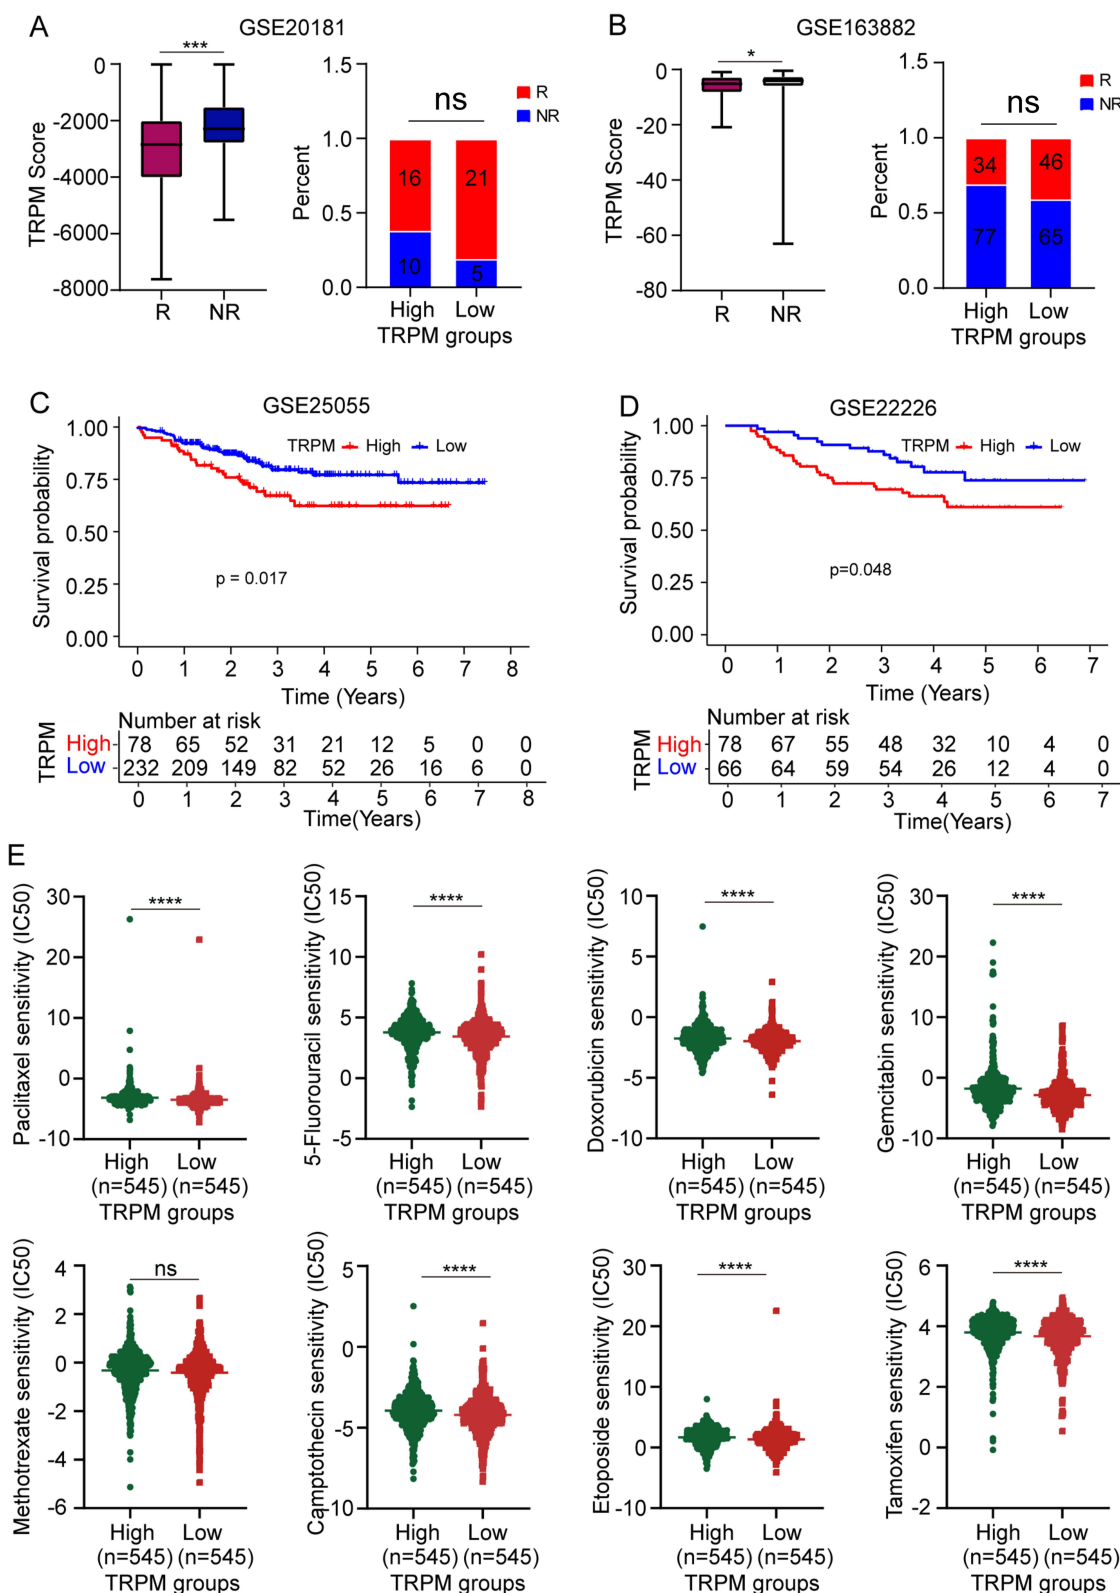 A
GSE20181
TRPM Score
0
-2000
-4000
-6000
-8000
***
R
NR
Percent
1.5
1.0
0.5
0.0
ns
R
NR
16
21
10
5
High
Low
TRPM groups
B
GSE163882
TRPM Score
0
-20
-40
-60
-80
*
R
NR
Percent
1.5
1.0
0.5
0.0
ns
R
NR
34
46
77
65
High
Low
TRPM groups
C
GSE25055
Survival probability
1.00
0.75
0.50
0.25
0.00
TRPM High Low
p = 0.017
0 1 2 3 4 5 6 7 8
Time (Years)
Number at risk
TRPM
High 78 65 52 31 21 12 5 0 0
Low 232 209 149 82 52 26 16 6 0
0 1 2 3 4 5 6 7 8
Time(Years)
D
GSE22226
Survival probability
1.00
0.75
0.50
0.25
0.00
TRPM High Low
p=0.048
0 1 2 3 4 5 6 7
Time (Years)
Number at risk
TRPM
High 78 67 55 48 32 10 4 0
Low 66 64 59 54 26 12 4 0
0 1 2 3 4 5 6 7
Time(Years)
E
Paclitaxel sensitivity (IC50)
30
20
10
0
-10
****
High Low
(n=545) (n=545)
TRPM groups
5-Fluorouracil sensitivity (IC50)
15
10
5
0
-5
****
High Low
(n=545) (n=545)
TRPM groups
Doxorubicin sensitivity (IC50)
10
5
0
-5
-10
****
High Low
(n=545) (n=545)
TRPM groups
Gemcitabin sensitivity (IC50)
30
20
10
0
-10
****
High Low
(n=545) (n=545)
TRPM groups
Methotrexate sensitivity (IC50)
4
2
0
-2
-4
-6
ns
High Low
(n=545) (n=545)
TRPM groups
Camptothecin sensitivity (IC50)
5
0
-5
-10
****
High Low
(n=545) (n=545)
TRPM groups
Etoposide sensitivity (IC50)
30
20
10
0
-10
****
High Low
(n=545) (n=545)
TRPM groups
Tamoxifen sensitivity (IC50)
6
4
2
0
-2
****
High Low
(n=545) (n=545)
TRPM groups